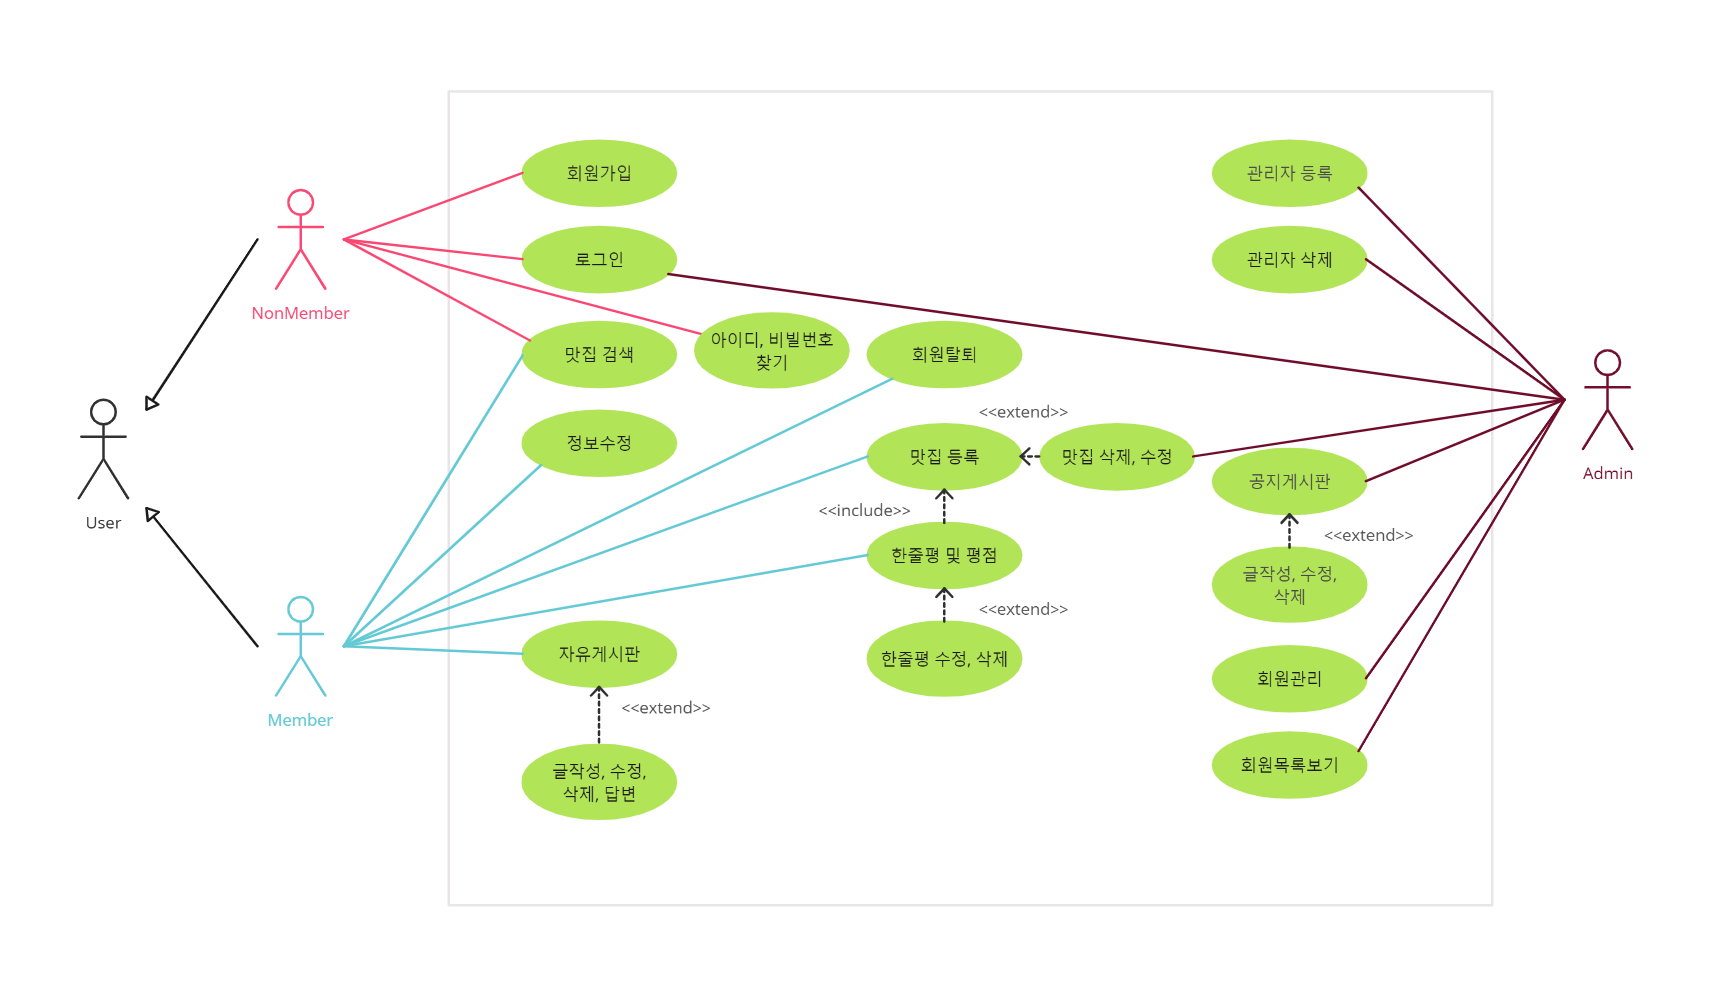 회원가입
관리자 등록
로그인
관리자 삭제
NonMember
아이디, 비빌번호
찾기
맛집 검색
회원탈퇴
<<extend>>
정보수정
맛집 등록
맛집 삭제, 수정
Admin
공지게시판
<<include>>
User
<<extend>>
한줄평 및 평점
글작성, 수정,
삭제
<<extend>>
자유게시판
한줄평 수정, 삭제
회원관리
<<extend>>
Member
글작성, 수정,
삭제, 답변
회원목록보기